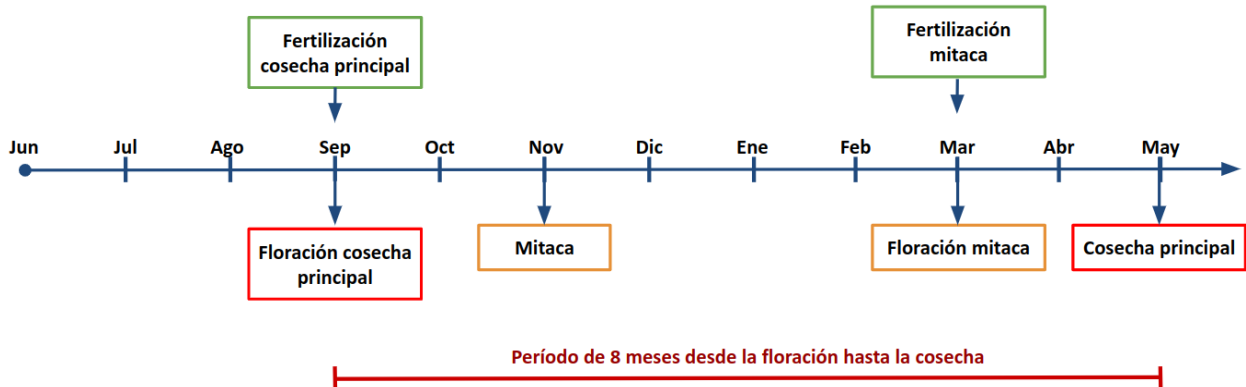 Fertilización
cosecha principal
Fertilización
mitaca
Jun Jul Ago Sep Oct Nov Dic Ene Feb Mar Abr May
Floración cosecha
principal
Mitaca
Floración mitaca
Cosecha principal
Período de 8 meses desde la floración hasta la cosecha